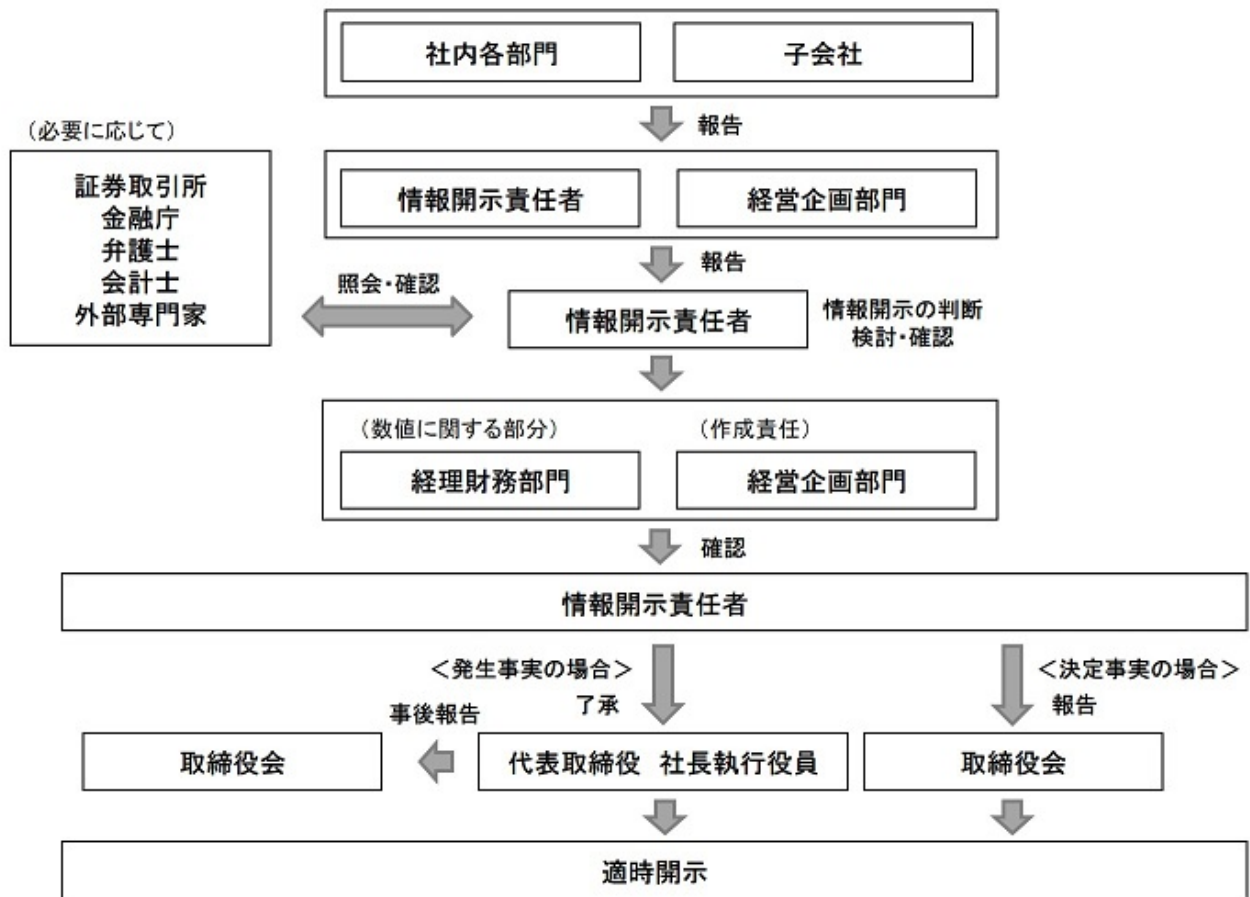 社内各部門
子会社
報告
(必要に応じて)
証券取引所
金融庁
弁護士
会計士
外部専門家
情報開示責任者
経営企画部門
報告
照会・確認
情報開示責任者
情報開示の判断
検討・確認
(数値に関する部分)
(作成責任)
経理財務部門
経営企画部門
確認
情報開示責任者
<発生事実の場合>
了承
<決定事実の場合>
報告
事後報告
取締役会
代表取締役 社長執行役員
取締役会
適時開示